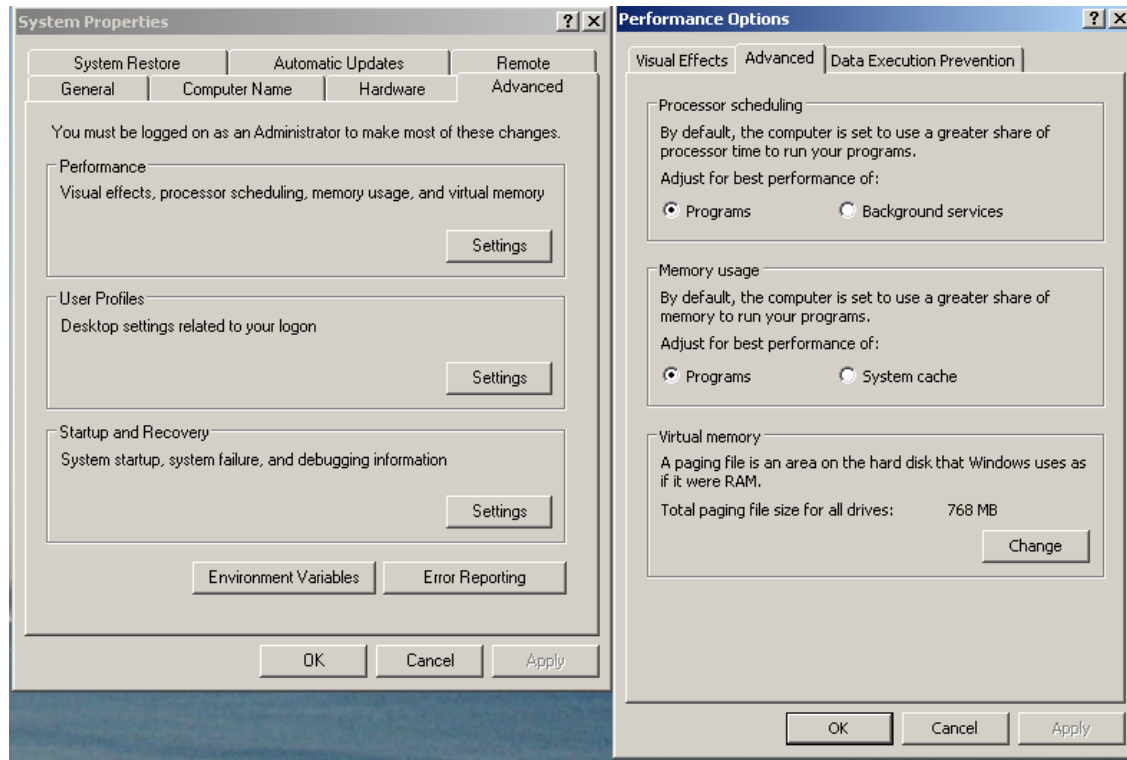 System Properties
System Restore
Automatic Updates
Remote
General
Computer Name
Hardware
Advanced
You must be logged on as an Administrator to make most of these changes.
Performance
Visual effects, processor scheduling, memory usage, and virtual memory
Settings
User Profiles
Desktop settings related to your logon
Settings
Startup and Recovery
System startup, system failure, and debugging information
Settings
Environment Variables
Error Reporting
OK
Cancel
Apply
Performance Options
Visual Effects
Advanced
Data Execution Prevention
Processor scheduling
By default, the computer is set to use a greater share of
processor time to run your programs.
Adjust for best performance of:
Programs
Background services
Memory usage
By default, the computer is set to use a greater share of
memory to run your programs.
Adjust for best performance of:
Programs
System cache
Virtual memory
A paging file is an area on the hard disk that Windows uses as
if it were RAM.
Total paging file size for all drives: 768 MB
Change
OK
Cancel
Apply